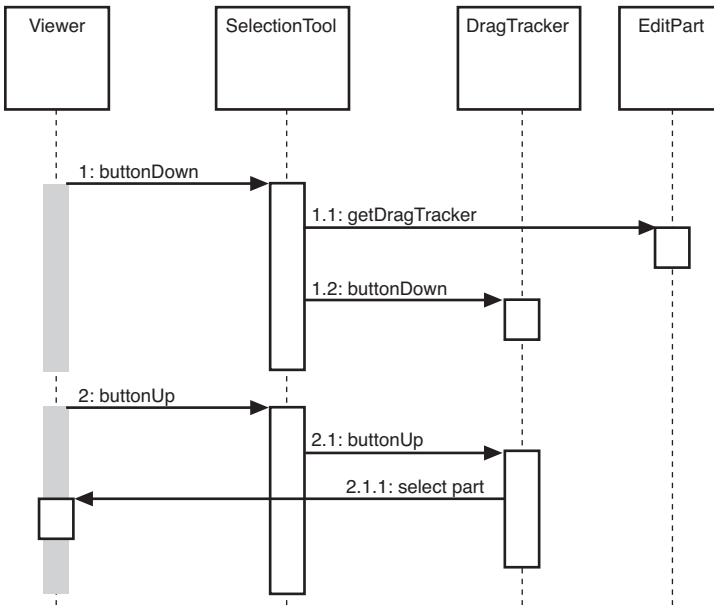 Viewer
SelectionTool
DragTracker
EditPart
1: buttonDown
1.1: getDragTracker
1.2: buttonDown
2: buttonUp
2.1: buttonUp
2.1.1: select part